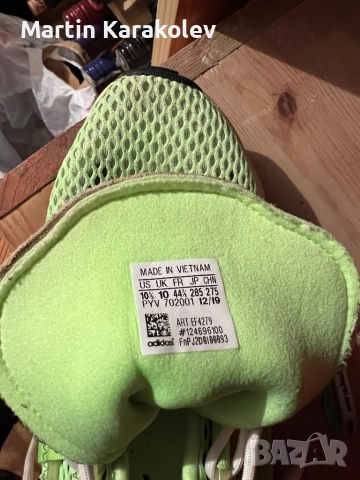 Martin Karakolev
MADE IN VIETNAM
US UK FR JP CHN
10½ 10 44⅔ 285 275
PYV 702001 12/19
ART EF4279
#124696100
adidas FnPJ2D0100093
BAZAR